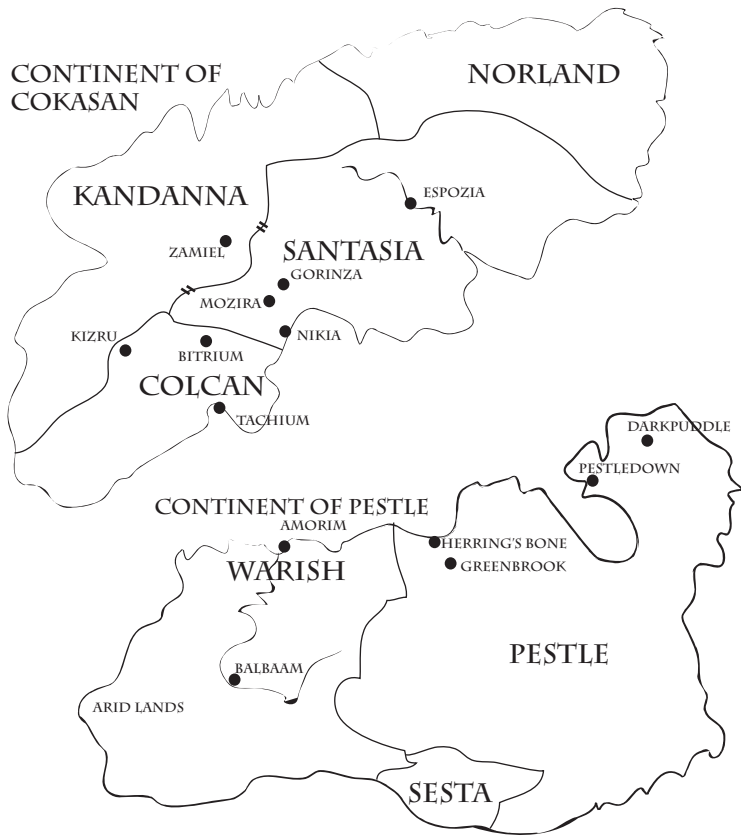 CONTINENT OF
COKASAN
NORLAND
KANDANNA
ESPOZIA
ZAMIEL
SANTASIA
GORINZA
MOZIRA
KIZRU
NIKIA
BITRIUM
COLCAN
TACHIUM
DARKPUDDLE
PESTLEDOWN
CONTINENT OF PESTLE
AMORIM
HERRING'S BONE
WARISH
GREENBROOK
PESTLE
BALBAAM
ARID LANDS
SESTA